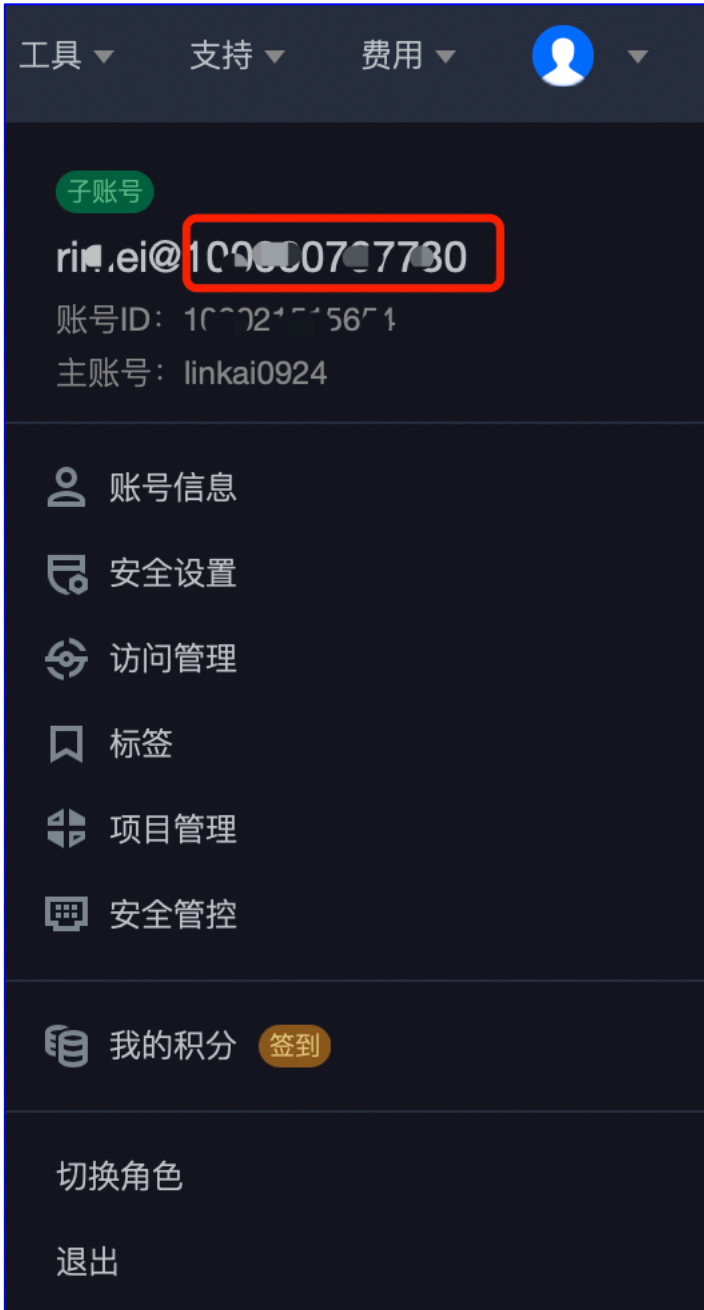 工具 支持 费用
子账号
账号ID：
主账号： linkai0924
账号信息
安全设置
访问管理
标签
项目管理
安全管控
我的积分 签到
切换角色
退出